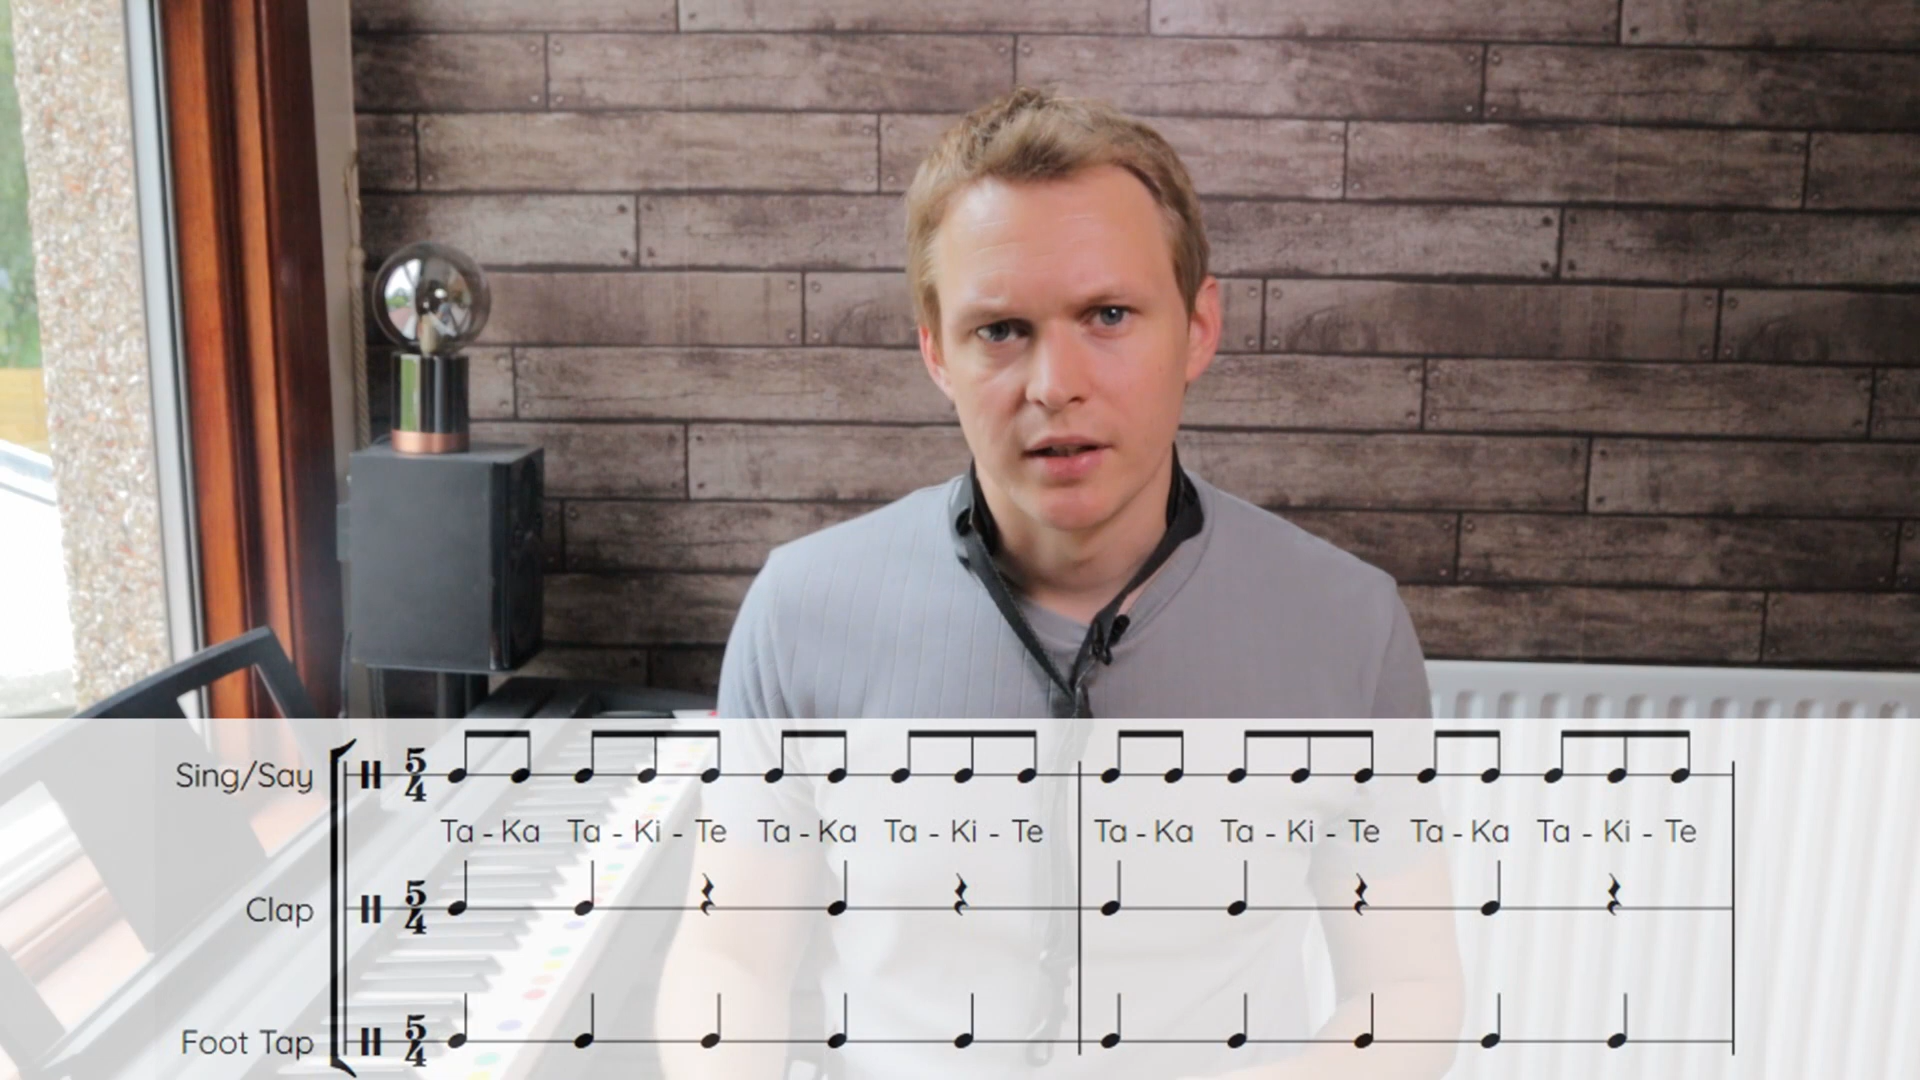 Sing/Say 5 4
Ta - Ka Ta - Ki - Te Ta - Ka Ta - Ki - Te Ta - Ka Ta - Ki - Te Ta - Ka Ta - Ki - Te
Clap 5 4
Foot Tap 5 4